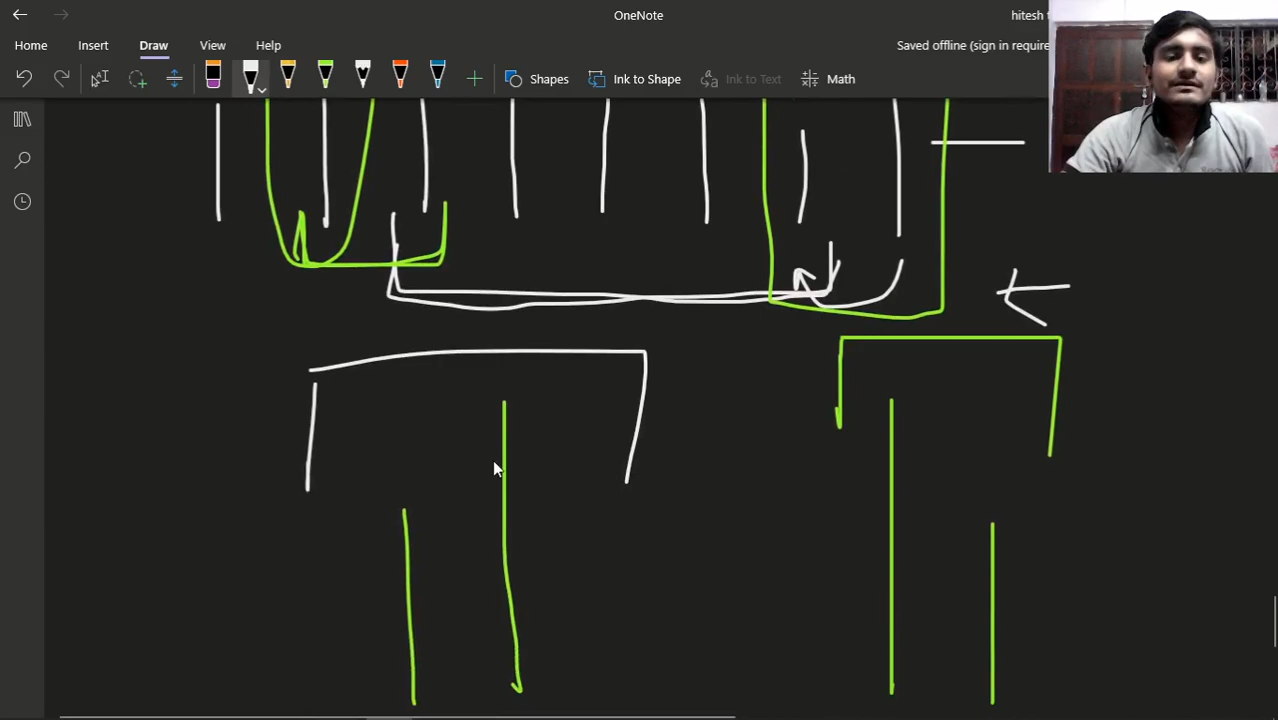 OneNote
hitesh
Home Insert Draw View Help
Saved offline (sign in require
Shapes Ink to Shape Ink to Text Math